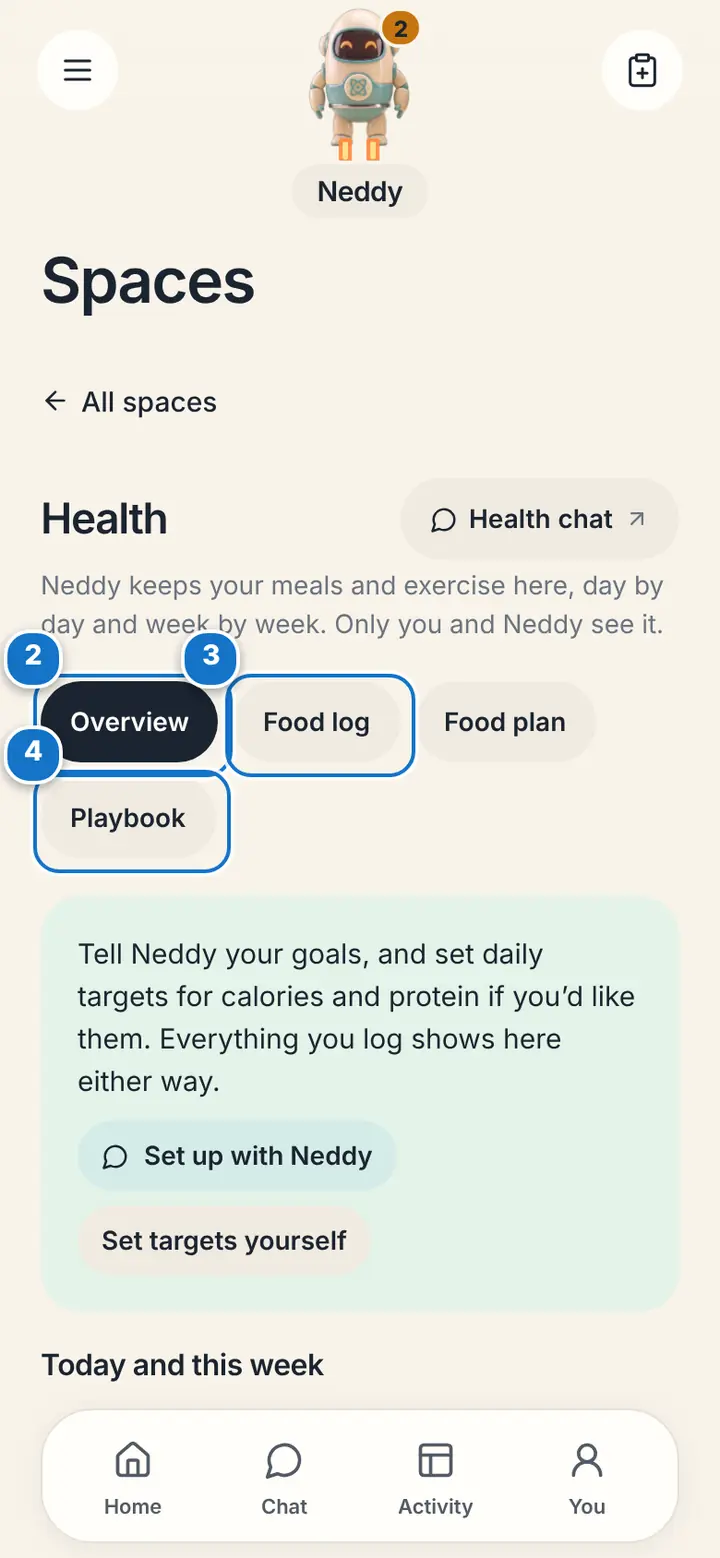 2
Neddy
Spaces
All spaces
Health
Health chat
Neddy keeps your meals and exercise here, day by
day and week by week. Only you and Neddy see it.
2
3
Overview
Food log
Food plan
4
Playbook
Tell Neddy your goals, and set daily
targets for calories and protein if you’d like
them. Everything you log shows here
either way.
Set up with Neddy
Set targets yourself
Today and this week
Home
Chat
Activity
You